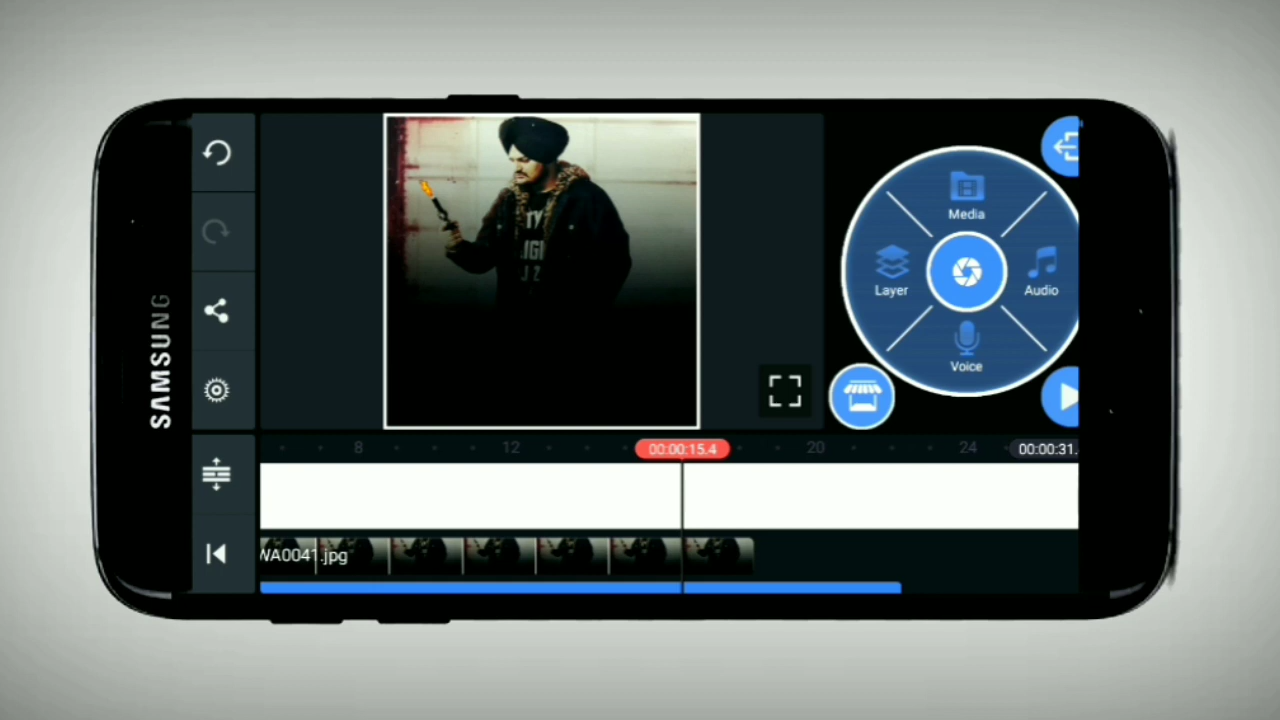 SAMSUNG
Media
Layer
Audio
Voice
8
12
00:00:15.4
20
24
00:00:31.
WA0041.jpg